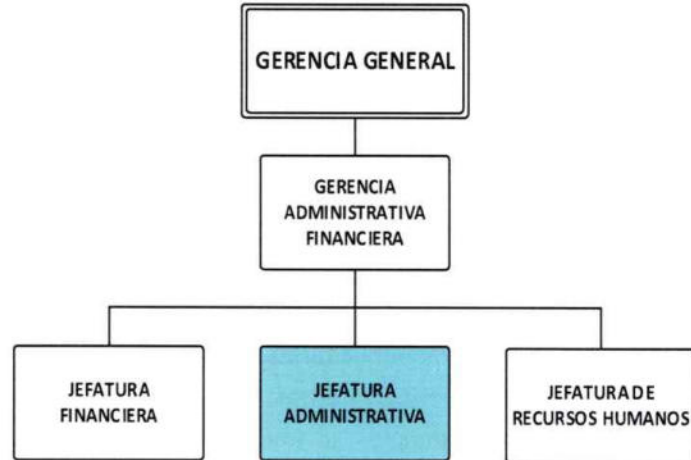 GERENCIA GENERAL
GERENCIA
ADMINISTRATIVA
FINANCIERA
JEFATURA
FINANCIERA
JEFATURA
ADMINISTRATIVA
JEFATURA DE
RECURSOS HUMANOS